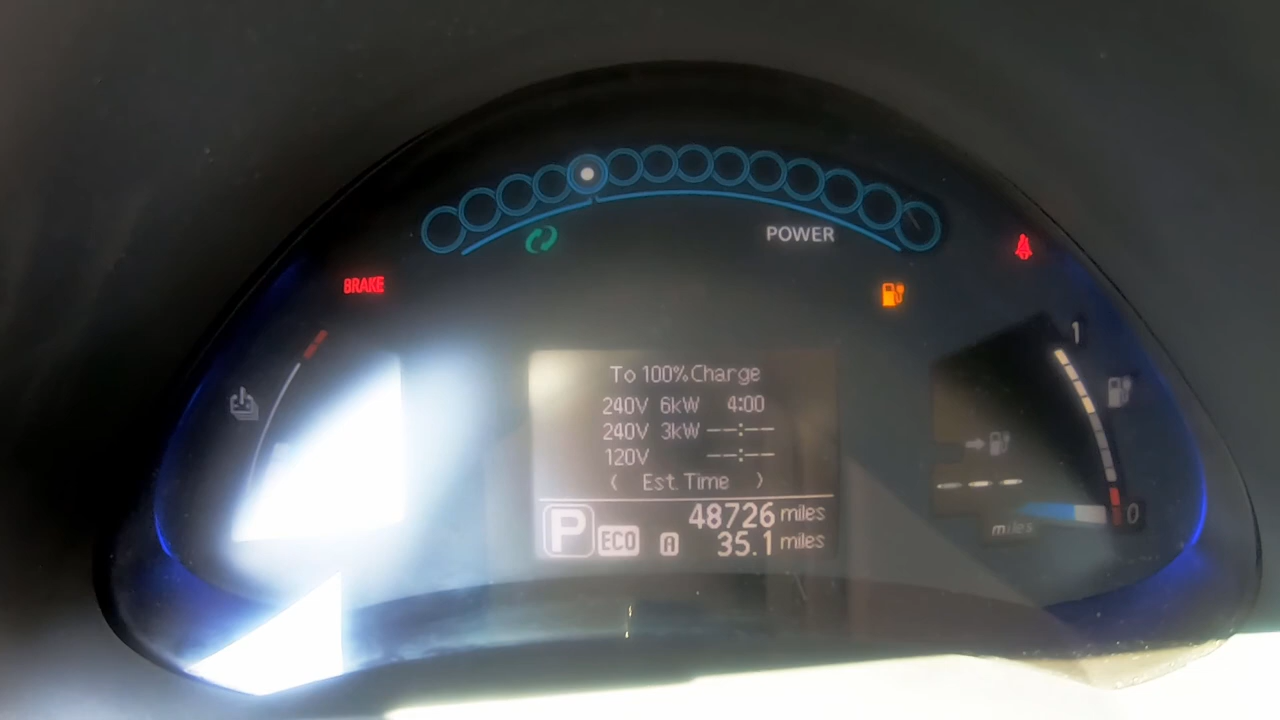 POWER
BRAKE
1
To 100% Charge
240V 6kW 4:00
240V 3kW --:--
120V --:--
〈 Est. Time 〉
---
48726 miles
P ECO A 35.1 miles
miles
0